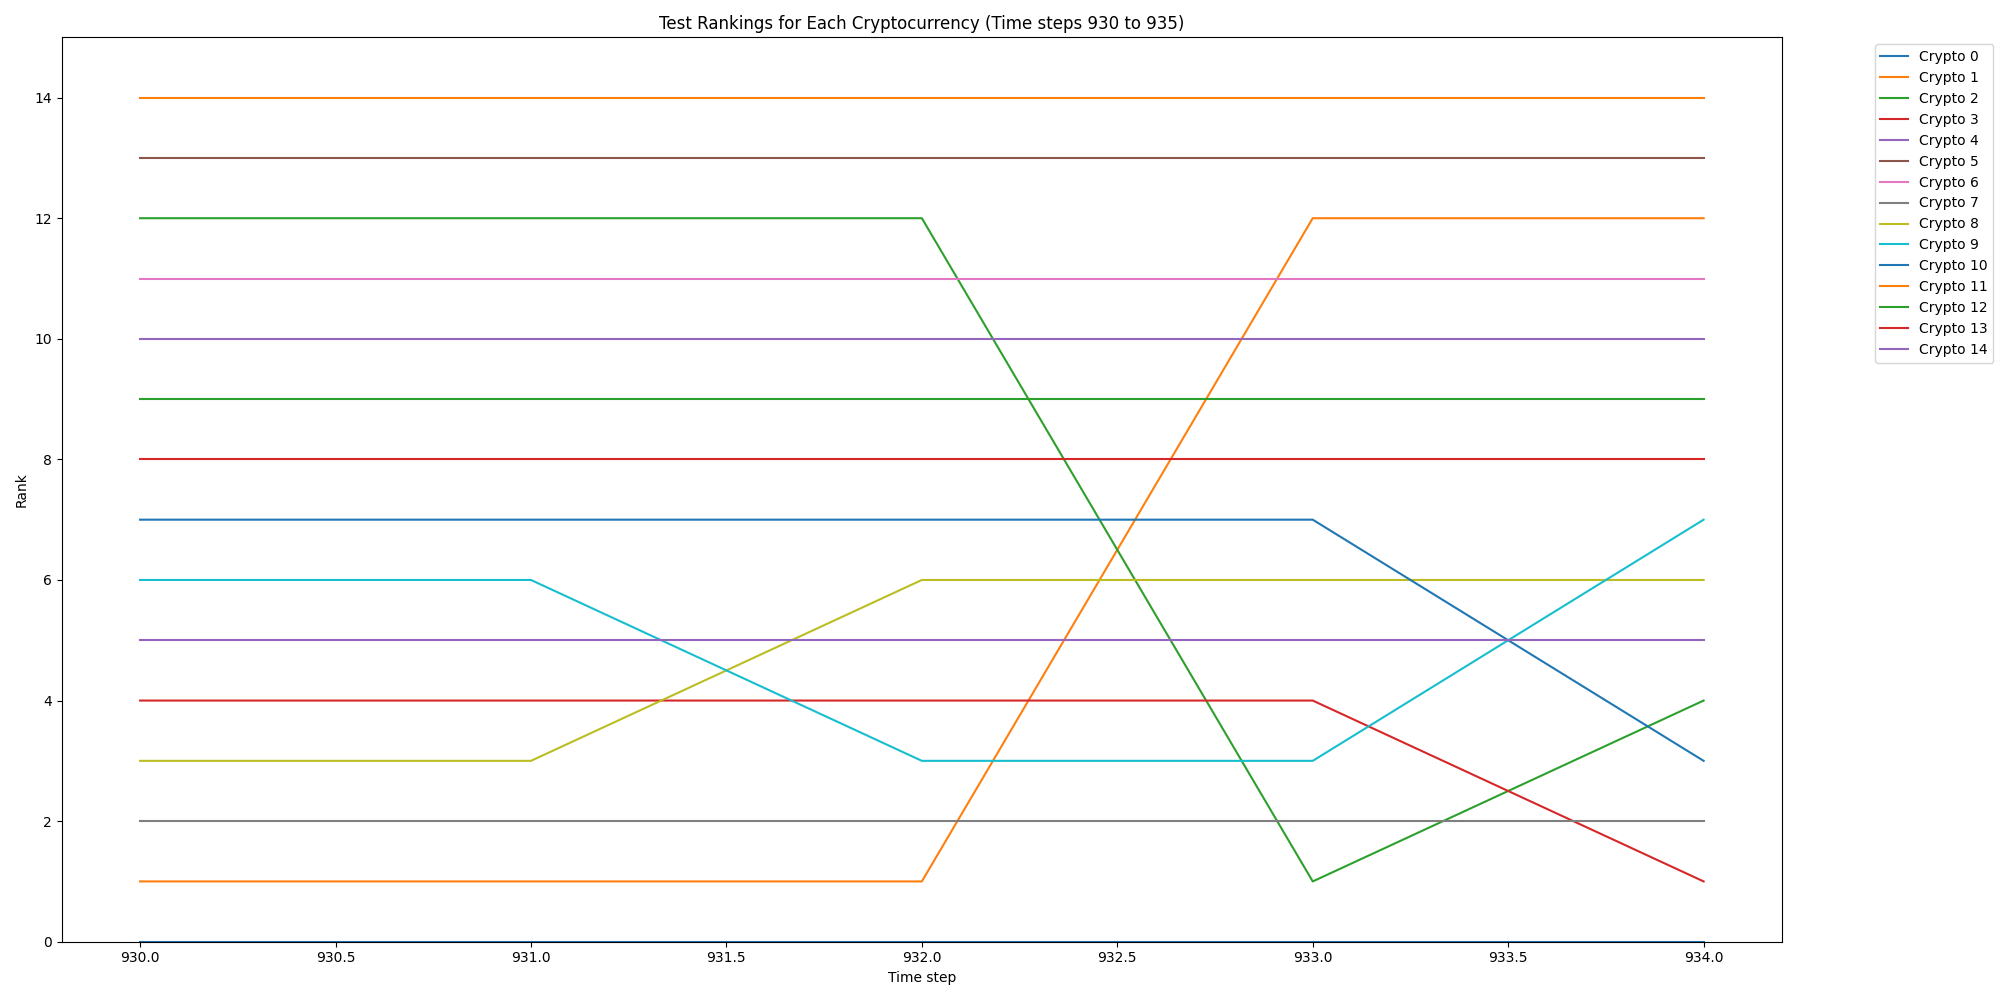 Test Rankings for Each Cryptocurrency (Time steps 930 to 935)
Rank
14
12
10
8
6
4
2
0
930.0 930.5 931.0 931.5 932.0 932.5 933.0 933.5 934.0
Time step
Crypto 0
Crypto 1
Crypto 2
Crypto 3
Crypto 4
Crypto 5
Crypto 6
Crypto 7
Crypto 8
Crypto 9
Crypto 10
Crypto 11
Crypto 12
Crypto 13
Crypto 14